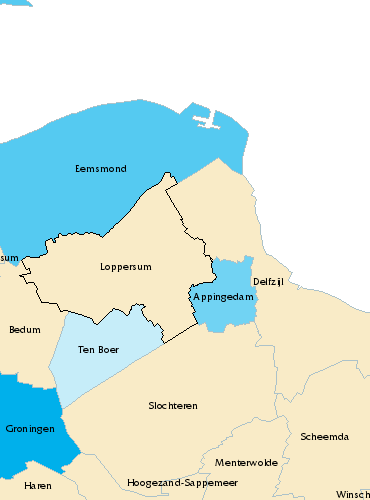 Eemsmond
sum
Loppersum
Delfzijl
Appingedam
Bedum
Ten Boer
Slochteren
Groningen
Scheemda
Menterwolde
Haren
Hoogezand-Sappemeer
Winsch